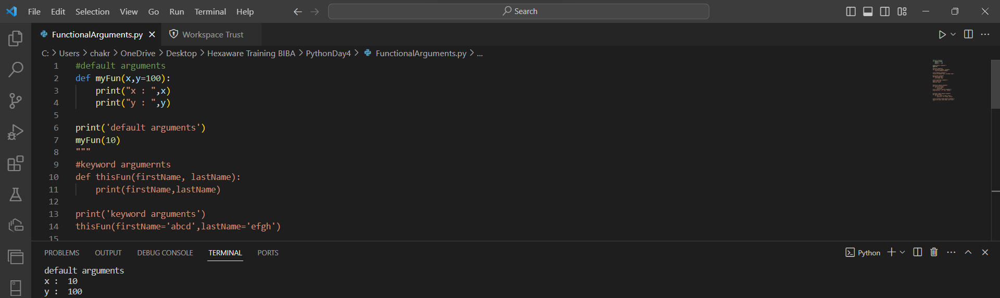 File Edit Selection View Go Run Terminal Help
Search
FunctionalArguments.py
Workspace Trust
C: > Users > chakr > OneDrive > Desktop > Hexaware Training BIBA > PythonDay4 > FunctionalArguments.py > ...
1 #default arguments
2 def myFun(x,y=100):
3 print("x : ",x)
4 print("y : ",y)
5
6 print('default arguments')
7 myFun(10)
8 """
9 #keyword argumernts
10 def thisFun(firstName, lastName):
11 print(firstName,lastName)
12
13 print('keyword arguments')
14 thisFun(firstName='abcd',lastName='efgh')
15
PROBLEMS OUTPUT DEBUG CONSOLE TERMINAL PORTS
Python
default arguments
x : 10
y : 100